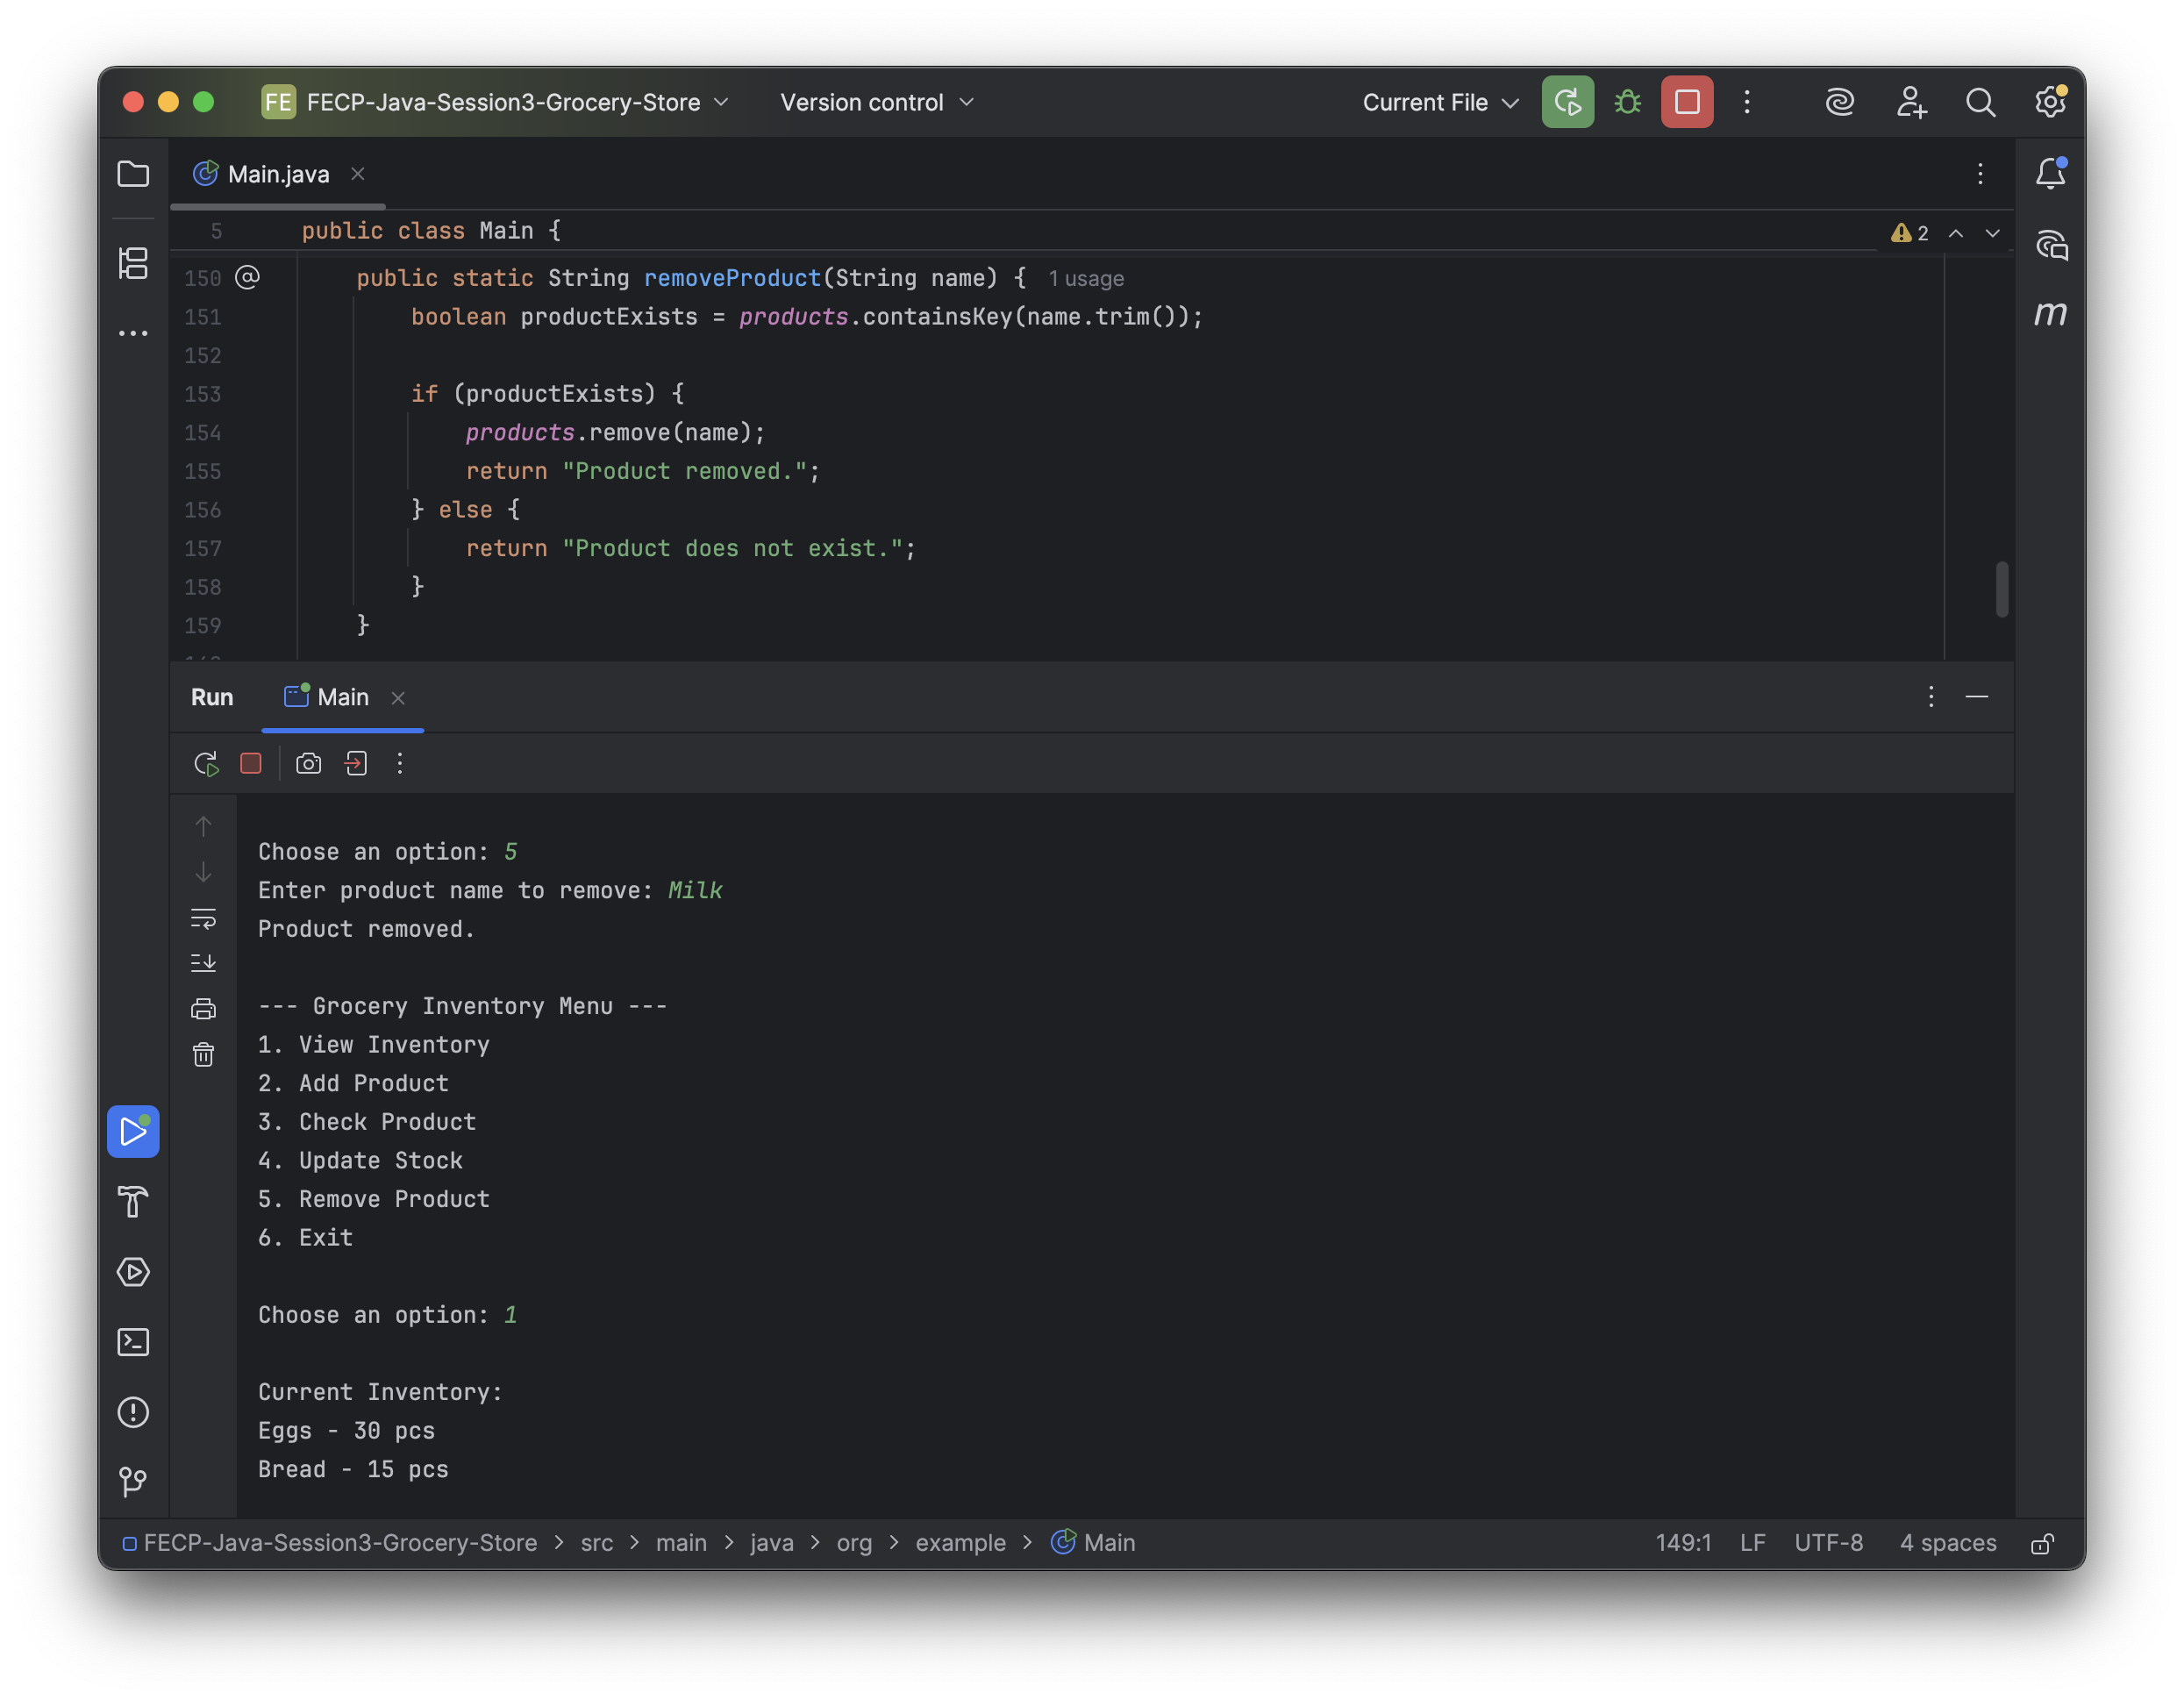 FE FECP-Java-Session3-Grocery-Store Version control Current File
Main.java
5 public class Main { 2
150 @ public static String removeProduct(String name) { 1 usage
151 boolean productExists = products.containsKey(name.trim());
152
153 if (productExists) {
154 products.remove(name);
155 return "Product removed.";
156 } else {
157 return "Product does not exist.";
158 }
159 }
Run Main
Choose an option: 5
Enter product name to remove: Milk
Product removed.
--- Grocery Inventory Menu ---
1. View Inventory
2. Add Product
3. Check Product
4. Update Stock
5. Remove Product
6. Exit
Choose an option: 1
Current Inventory:
Eggs - 30 pcs
Bread - 15 pcs
FECP-Java-Session3-Grocery-Store > src > main > java > org > example > Main 149:1 LF UTF-8 4 spaces